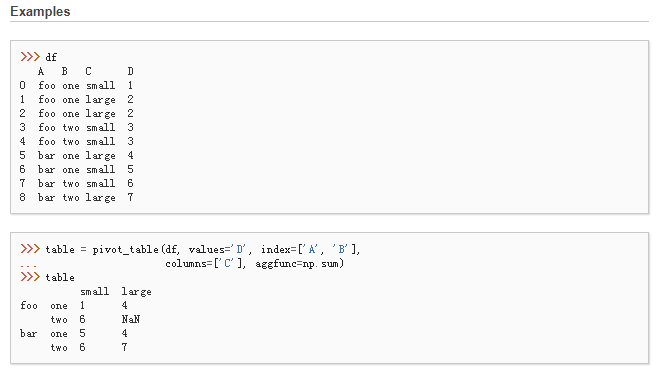 Examples
>>> df
A B C D
0 foo one small 1
1 foo one large 2
2 foo one large 2
3 foo two small 3
4 foo two small 3
5 bar one large 4
6 bar one small 5
7 bar two small 6
8 bar two large 7
>>> table = pivot_table(df, values='D', index=['A', 'B'],
... columns=['C'], aggfunc=np.sum)
>>> table
small large
foo one 1 4
two 6 NaN
bar one 5 4
two 6 7